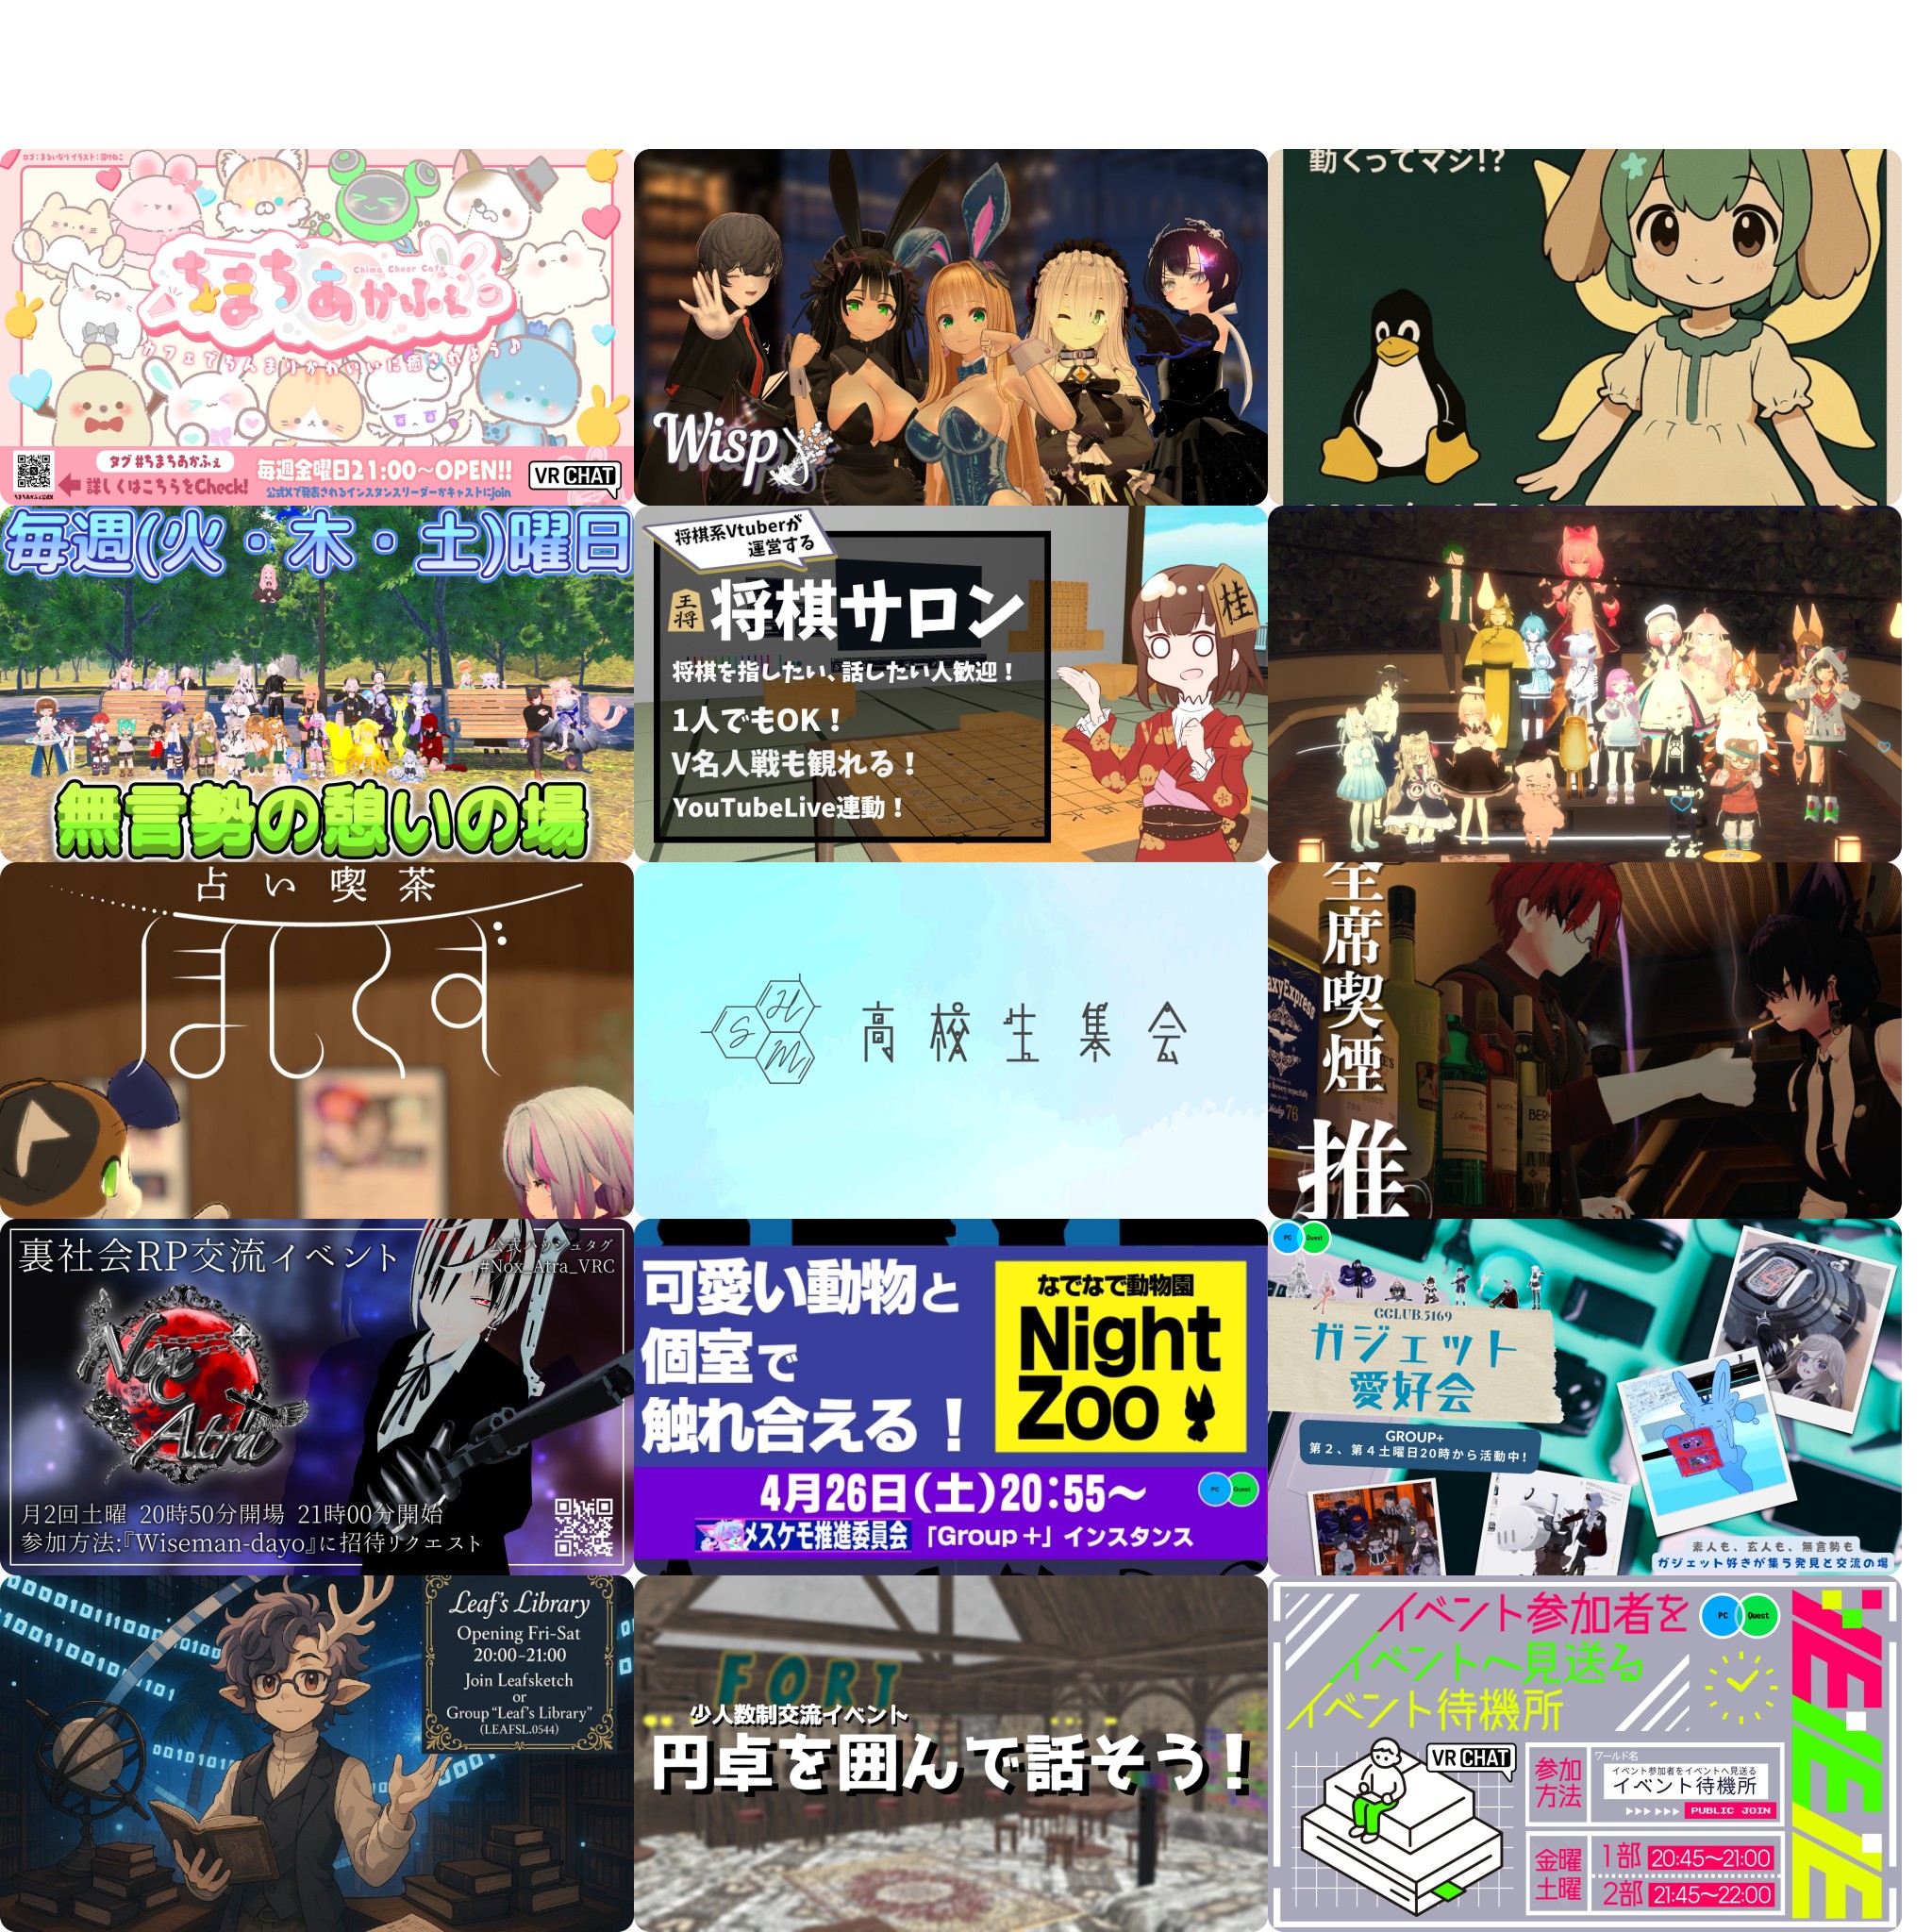 ロゴ:まるいなり イラスト:闇けねこ
ちまちあかふぇ
Chima Cheer Cafe
カフェでちんまりかわいいに癒されよう♪
タグ #ちまちあかふぇ
詳しくはこちらをCheck!
毎週金曜日21:00〜OPEN!!
公式Xで発表されるインスタンスリーダーかキャストにjoin
VR CHAT
Wisp
動くってマジ!?
毎週(火・木・土)曜日
無言勢の憩いの場
将棋系Vtuberが
運営する
王将
将棋サロン
将棋を指したい、話したい人歓迎！
1人でもOK！
V名人戦も観れる！
YouTubeLive連動！
桂
占い喫茶
ほしくず
SHM
高校生集会
全席喫煙
推
裏社会RP交流イベント
公式ハッシュタグ
#Nox_Atra_VRC
Nox
Atra
月2回土曜 20時50分開場 21時00分開始
参加方法:『Wiseman-dayo』に招待リクエスト
可愛い動物と
個室で
触れ合える！
なでなで動物園
Night
Zoo
4月26日(土)20:55〜
PC Quest
メスケモ推進委員会「Group＋」インスタンス
PC Quest
GGLUB.5169
ガジェット
愛好会
GROUP+
第２、第４土曜日20時から活動中!
素人も、玄人も、無言勢も
ガジェット好きが集う発見と交流の場
Leaf's Library
Opening Fri-Sat
20:00–21:00
Join Leafsketch
or
Group “Leaf's Library”
(LEAFSL.0544)
FORT
少人数制交流イベント
円卓を囲んで話そう！
イベント参加者を
イベントへ見送る
イベント待機所
PC Quest
VR CHAT
参加方法
ワールド名
イベント参加者をイベントへ見送る
イベント待機所
PUBLIC JOIN
金曜
土曜
1部 20:45〜21:00
2部 21:45〜22:00